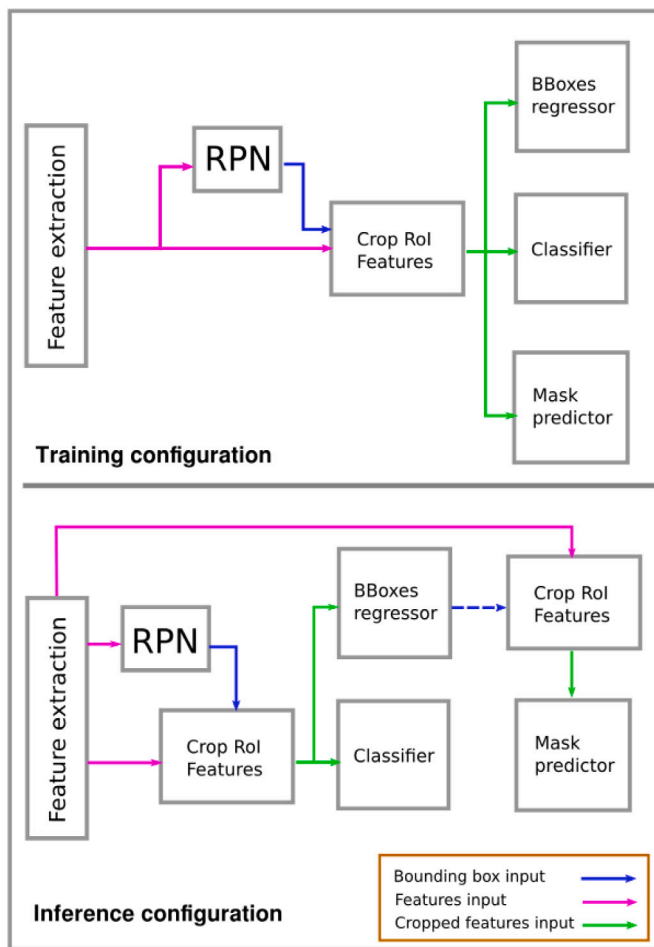 BBoxes
regressor
RPN
Feature extraction
Crop RoI
Features
Classifier
Mask
predictor
Training configuration
BBoxes
regressor
Crop RoI
Features
RPN
Feature extraction
Crop RoI
Features
Classifier
Mask
predictor
Bounding box input
Features input
Cropped features input
Inference configuration